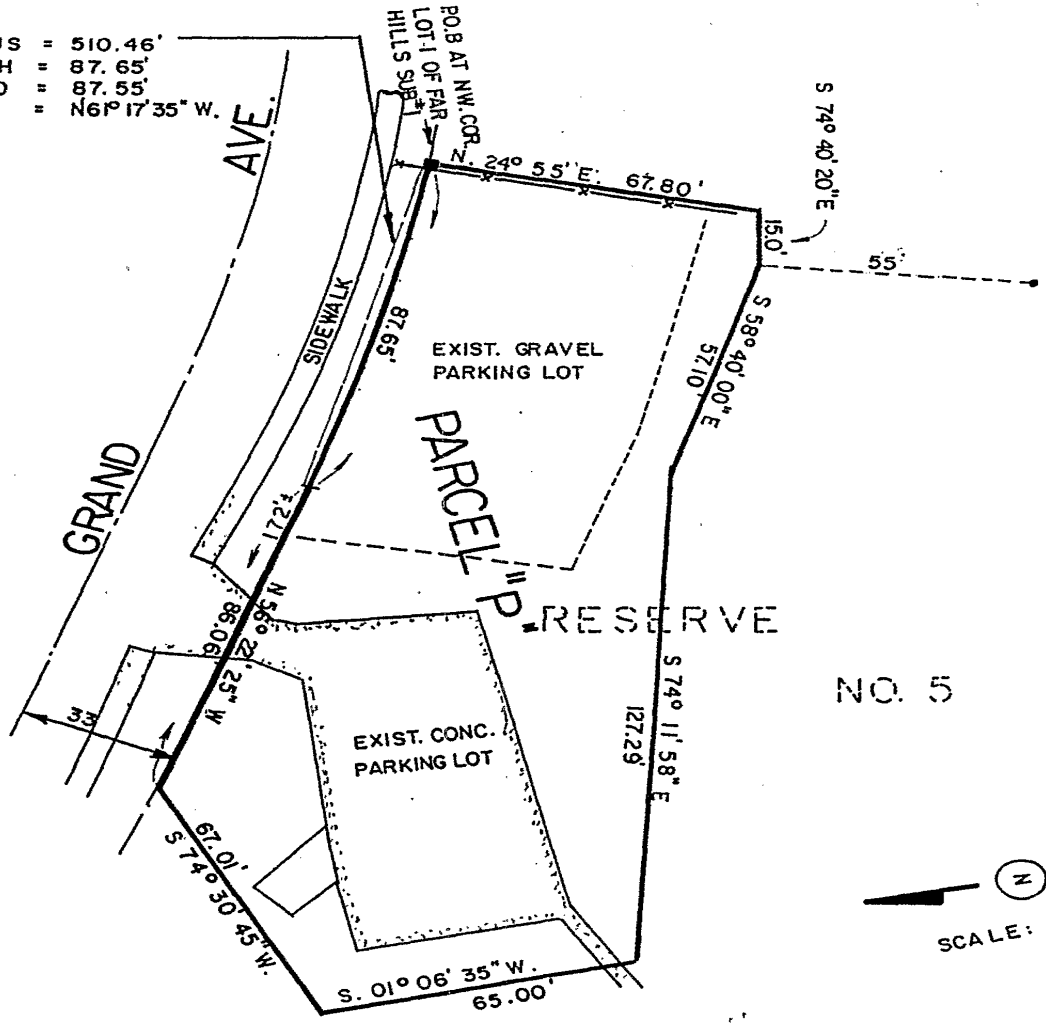 US = 510.46'
H = 87.65'
D = 87.55'
= N61° 17' 35" W.
AVE.
GRAND
P.O.B AT NW. COR.
LOT-1 OF FAR
HILLS SUB #1
N. 24° 55' E. 67.80'
S 74° 40' 20" E
15.0'
55'
S 58° 40' 00" E
57.10'
SIDEWALK
87.65'
EXIST. GRAVEL
PARKING LOT
PARCEL "P"
172'±
RESERVE
NO. 5
N 56° 22' 25" W
86.06'
S 74° 11' 58" E
127.29'
33'
EXIST. CONC.
PARKING LOT
67.01'
S 74° 30' 45" W.
S. 01° 06' 35" W.
65.00'
N
SCALE: